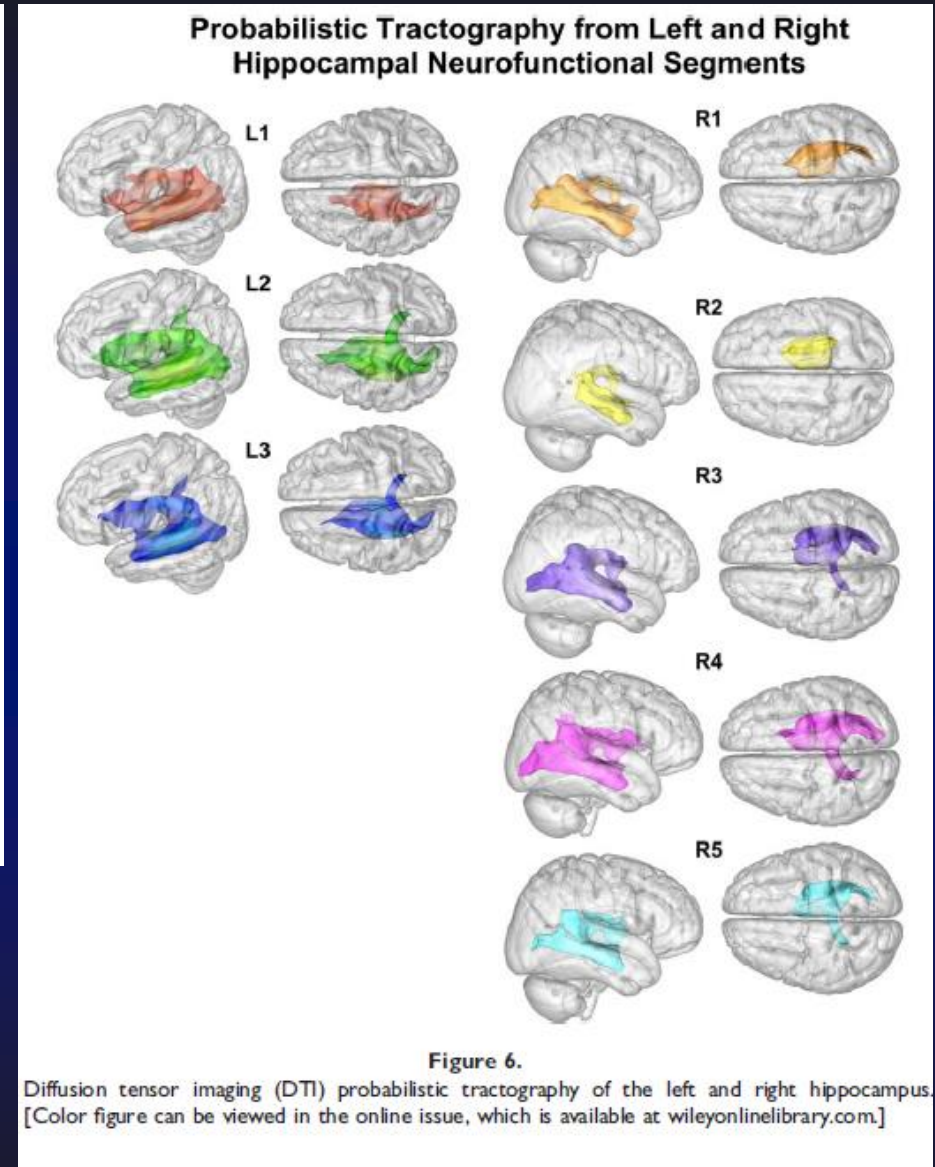 Probabilistic Tractography from Left and Right
Hippocampal Neurofunctional Segments
L1
L2
L3
R1
R2
R3
R4
R5
Figure 6.
Diffusion tensor imaging (DTI) probabilistic tractography of the left and right hippocampus.
[Color figure can be viewed in the online issue, which is available at wileyonlinelibrary.com.]